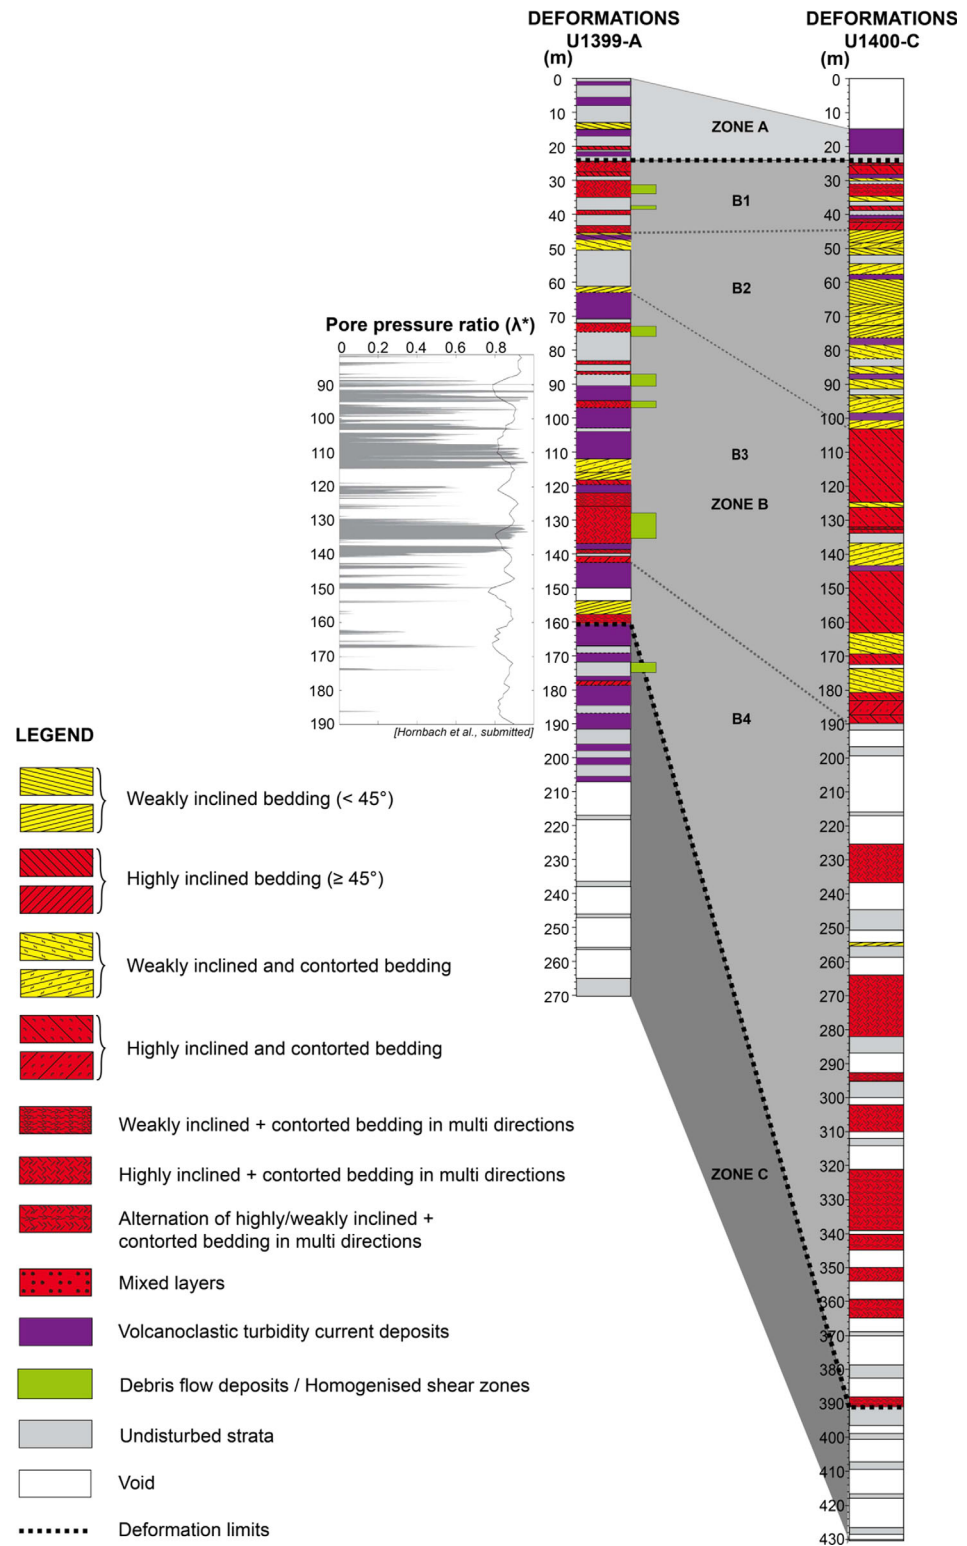 DEFORMATIONS
U1399-A
(m)
DEFORMATIONS
U1400-C
(m)
0
10
20
30
40
50
60
70
80
90
100
110
120
130
140
150
160
170
180
190
200
210
220
230
240
250
260
270
0
10
20
30
40
50
60
70
80
90
100
110
120
130
140
150
160
170
180
190
200
210
220
230
240
250
260
270
280
290
300
310
320
330
340
350
360
370
380
390
400
410
420
430
ZONE A
B1
B2
B3
ZONE B
B4
ZONE C
Pore pressure ratio (λ*)
0 0.2 0.4 0.6 0.8
90
100
110
120
130
140
150
160
170
180
190
[Hornbach et al., submitted]
LEGEND
Weakly inclined bedding (< 45°)
Highly inclined bedding (≥ 45°)
Weakly inclined and contorted bedding
Highly inclined and contorted bedding
Weakly inclined + contorted bedding in multi directions
Highly inclined + contorted bedding in multi directions
Alternation of highly/weakly inclined +
contorted bedding in multi directions
Mixed layers
Volcanoclastic turbidity current deposits
Debris flow deposits / Homogenised shear zones
Undisturbed strata
Void
Deformation limits